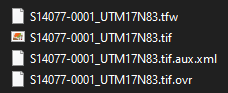 S14077-0001_UTM17N83.tfw
S14077-0001_UTM17N83.tif
S14077-0001_UTM17N83.tif.aux.xml
S14077-0001_UTM17N83.tif.ovr